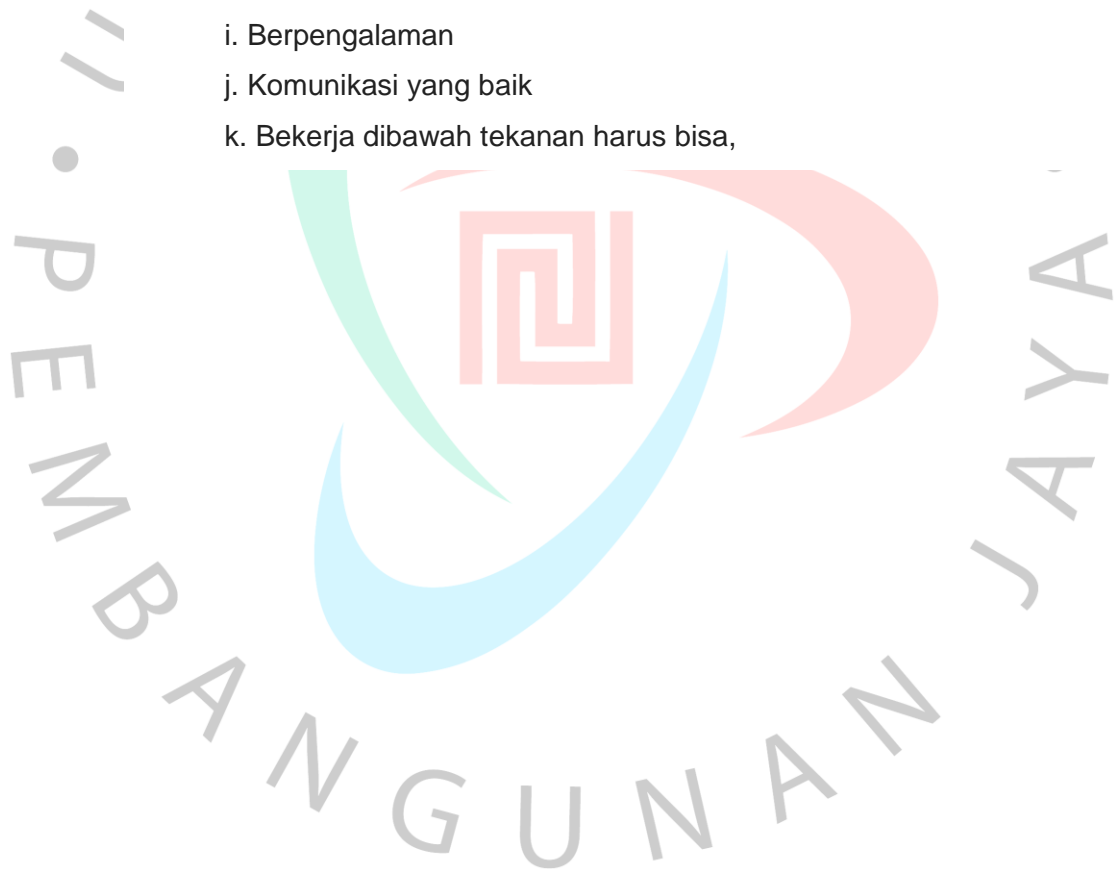 i. Berpengalaman
j. Komunikasi yang baik
k. Bekerja dibawah tekanan harus bisa,
• PEMBANGUNAN JAYA